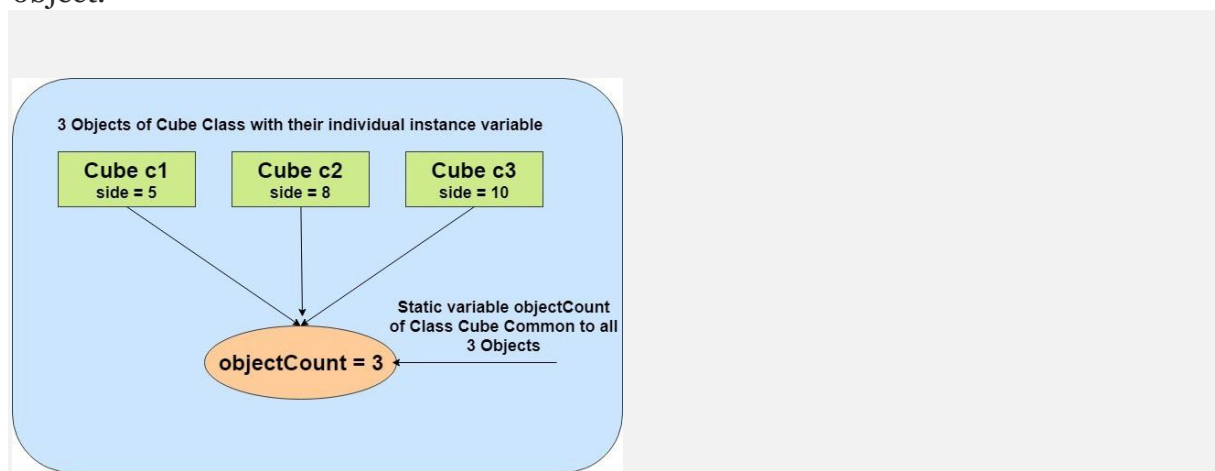 object.
3 Objects of Cube Class with their individual instance variable
Cube c1
side = 5
Cube c2
side = 8
Cube c3
side = 10
Static variable objectCount
of Class Cube Common to all
3 Objects
objectCount = 3